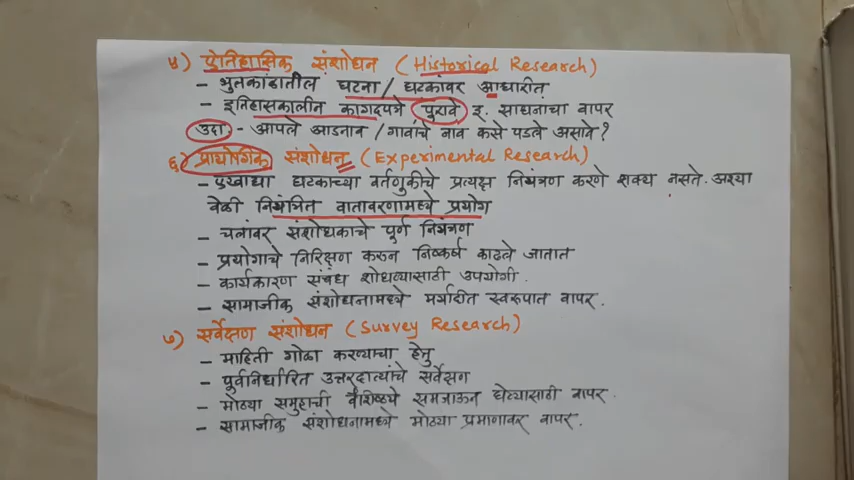 ५) ऐतिहासिक संशोधन (Historical Research)
- भुतकाळातील घटना/ घटकांवर आधारीत
- इतिहासकालीन कागदपत्रे पुरावे इ. साधनाचा वापर
उदा. - आपले आडनाव / गावांचे नाव कसे पडले असावे?
६) प्रायोगिक संशोधन (Experimental Research)
- एखाद्या घटकाच्या वर्तणुकीचे प्रत्यक्ष नियंत्रण करणे शक्य नसते. अश्या
वेळी नियंत्रित वातावरणामध्ये प्रयोग
- चलांवर संशोधकाचे पुर्ण नियंत्रण
- प्रयोगाचे निरिक्षण करून निष्कर्ष काढले जातात
- कार्यकारण संबंध शोधण्यासाठी उपयोगी.
- सामाजीक संशोधनामध्ये मर्यादीत स्वरूपात वापर.
७) सर्वेक्षण संशोधन (Survey Research)
- माहिती गोळा करण्याचा हेतु
- पुर्वनिर्धारित उत्तरदात्यांचे सर्वेक्षण
- मोठ्या समुहाची वैशिष्ट्ये समजाऊन घेण्यासाठी वापर.
- सामाजीक संशोधनामध्ये मोठ्या प्रमाणावर वापर.